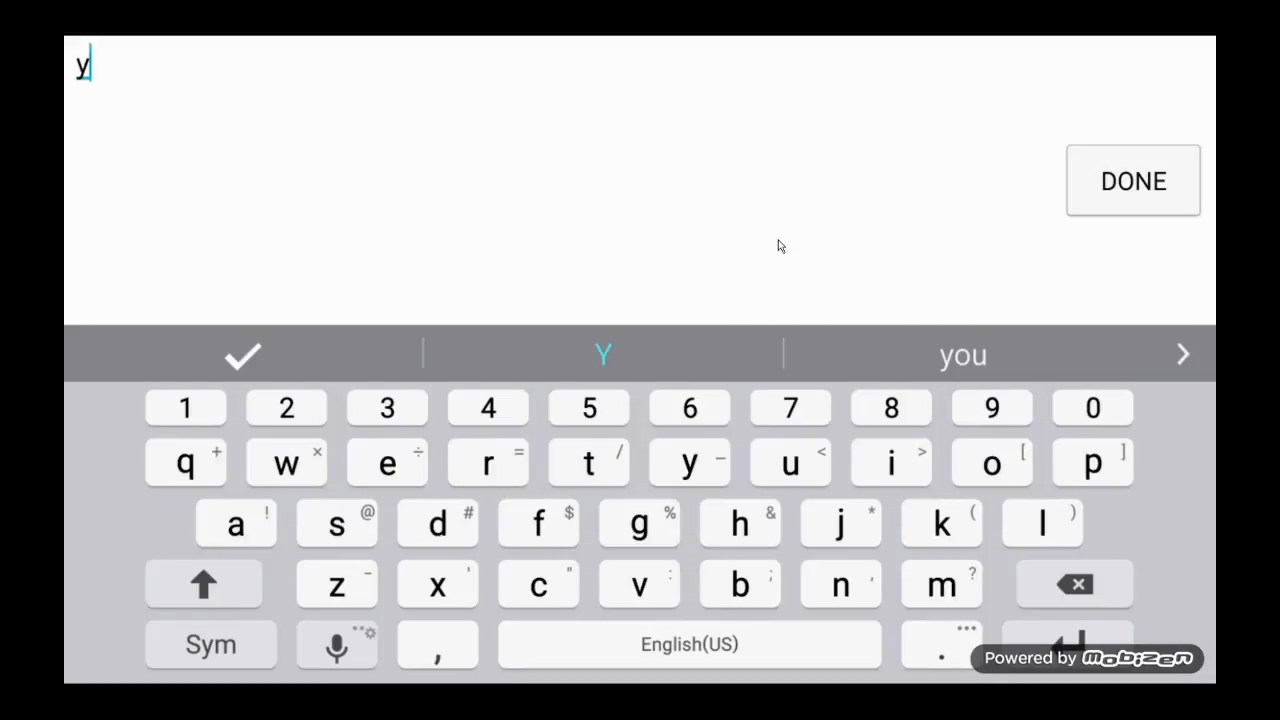 y
DONE
Y you
1 2 3 4 5 6 7 8 9 0
q + w × e ÷ r = t / y _ u < i > o [ p ]
a ! s @ d # f $ g % h & j * k ( l )
z - x ' c " v : b ; n , m ?
Sym , English(US) .
Powered by mobizen